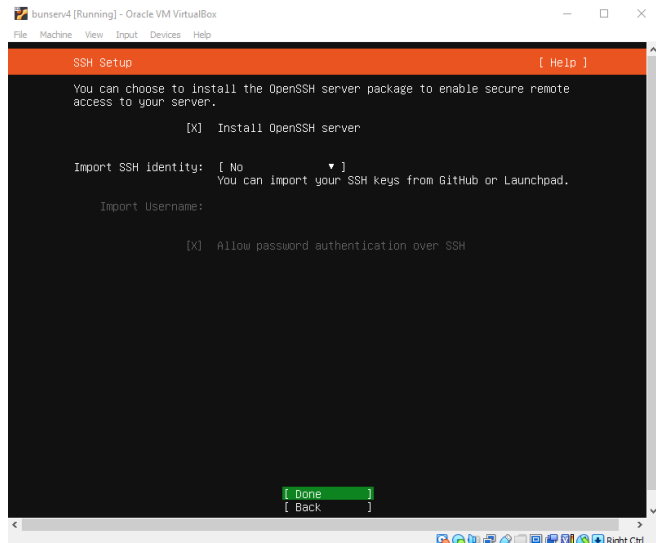 bunserv4 [Running] - Oracle VM VirtualBox
File Machine View Input Devices Help
SSH Setup [ Help ]
You can choose to install the OpenSSH server package to enable secure remote
access to your server.
[X] Install OpenSSH server
Import SSH identity: [ No ▾ ]
You can import your SSH keys from GitHub or Launchpad.
Import Username:
[X] Allow password authentication over SSH
[ Done ]
[ Back ]
Right Ctrl